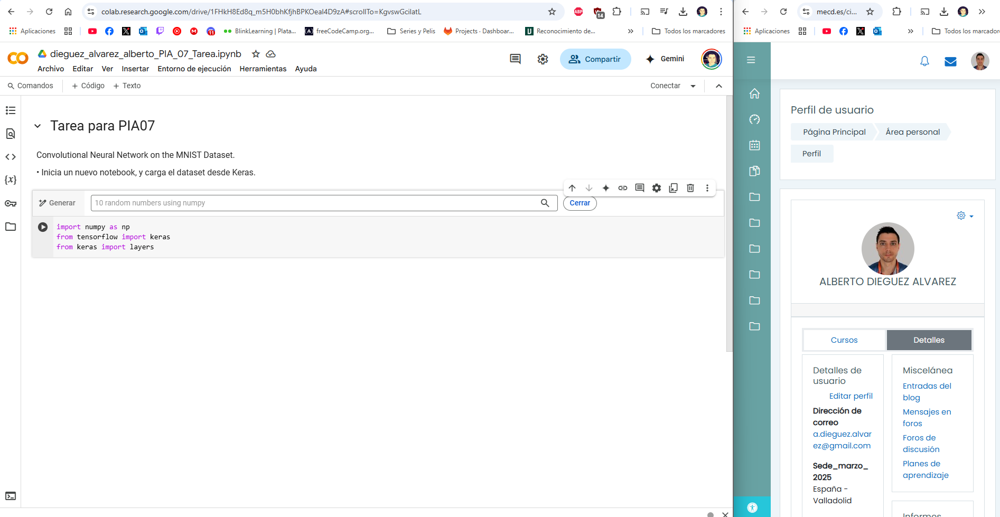 colab.research.google.com/drive/1FHkH8Ed8q_m5H0bhKfjhBPKOeal4D9zA#scrollTo=KgvswGciIatL
ABP
14
Aplicaciones
11
BlinkLearning | Plata...
freeCodeCamp.org...
Series y Pelis
Projects · Dashboar...
Reconocimiento de...
»
Todos los marcadores
dieguez_alvarez_alberto_PIA_07_Tarea.ipynb
Archivo Editar Ver Insertar Entorno de ejecución Herramientas Ayuda
Compartir
Gemini
Comandos
+ Código + Texto
Conectar
Tarea para PIA07
Convolutional Neural Network on the MNIST Dataset.
• Inicia un nuevo notebook, y carga el dataset desde Keras.
Generar
10 random numbers using numpy
Cerrar
import numpy as np
from tensorflow import keras
from keras import layers
mecd.es/ci...
»
Aplicaciones
»
Todos los marcador
Perfil de usuario
Página Principal
Área personal
Perfil
ALBERTO DIEGUEZ ALVAREZ
Cursos
Detalles
Detalles de
usuario
Editar perfil
Dirección de
correo
a.dieguez.alvar
ez@gmail.com
Sede_marzo_
2025
España -
Valladolid
Miscelánea
Entradas del
blog
Mensajes en
foros
Foros de
discusión
Planes de
aprendizaje
Informes